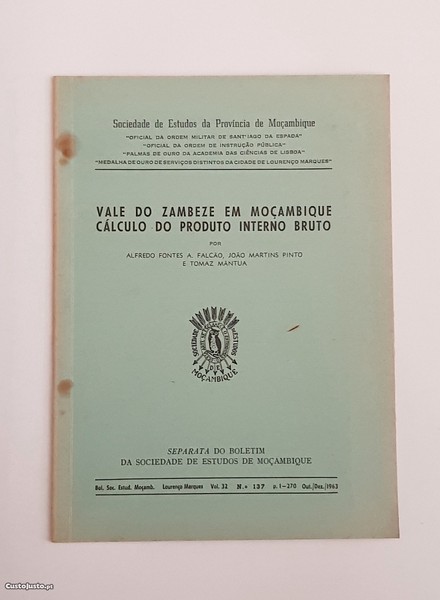 Sociedade de Estudos da Província de Moçambique
"OFICIAL DA ORDEM MILITAR DE SANT'IAGO DA ESPADA"
"OFICIAL DA ORDEM DE INSTRUÇÃO PÚBLICA"
"PALMAS DE OURO DA ACADEMIA DAS CIÊNCIAS DE LISBOA"
"MEDALHA DE OURO DE SERVIÇOS DISTINTOS DA CIDADE DE LOURENÇO MARQUES"
VALE DO ZAMBEZE EM MOÇAMBIQUE
CÁLCULO DO PRODUTO INTERNO BRUTO
POR
ALFREDO FONTES A. FALCÃO, JOÃO MARTINS PINTO
E TOMAZ MÂNTUA
SOCIEDADE DE ESTUDOS
MOÇAMBIQUE
SEPARATA DO BOLETIM
DA SOCIEDADE DE ESTUDOS DE MOÇAMBIQUE
Bol. Soc. Estud. Moçamb. Lourenço Marques Vol. 32 N.º 137 p. 1-270 Out./Dez./1963
CustoJusto.pt